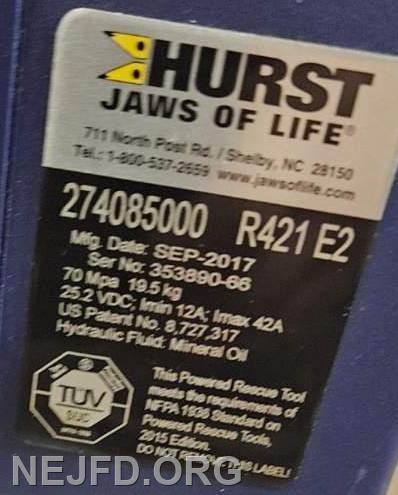 HURST
JAWS OF LIFE®
711 North Post Rd. / Shelby, NC 28150
Tel.: 1-800-537-2659 www.jawsoflife.com
274085000 R421 E2
Mfg. Date: SEP-2017
Ser No: 353890-66
70 Mpa 19.5 kg
25.2 VDC; Imin 12A; Imax 42A
US Patent No. 8,727,317
Hydraulic Fluid: Mineral Oil
TUV
This Powered Rescue Tool
meets the requirements of
NFPA 1936 Standard on
Powered Rescue Tools,
2015 Edition.
DO NOT REMOVE THIS LABEL!
NEJFD.ORG